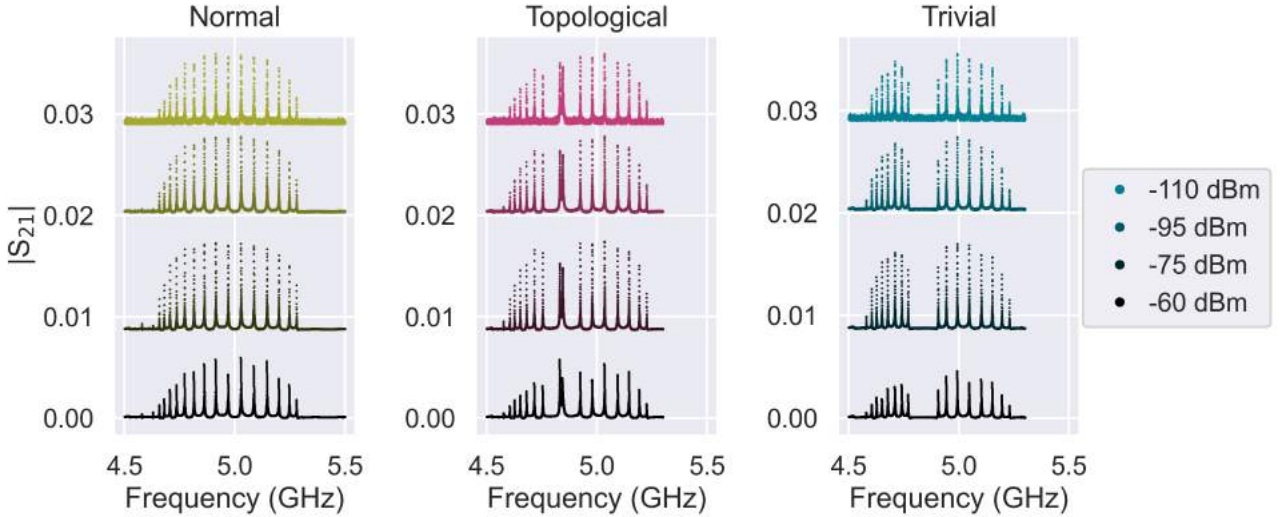 Normal
Topological
Trivial
|S21|
0.03
0.02
0.01
0.00
4.5 5.0 5.5
Frequency (GHz)
0.03
0.02
0.01
0.00
4.5 5.0 5.5
Frequency (GHz)
0.03
0.02
0.01
0.00
4.5 5.0 5.5
Frequency (GHz)
-110 dBm
-95 dBm
-75 dBm
-60 dBm